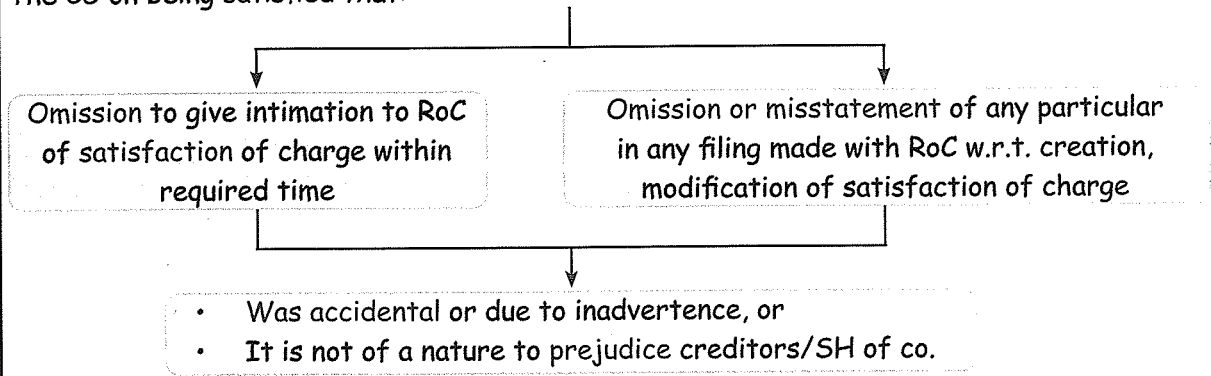 Omission to give intimation to RoC
of satisfaction of charge within
required time
Omission or misstatement of any particular
in any filing made with RoC w.r.t. creation,
modification of satisfaction of charge
• Was accidental or due to inadvertence, or
• It is not of a nature to prejudice creditors/SH of co.